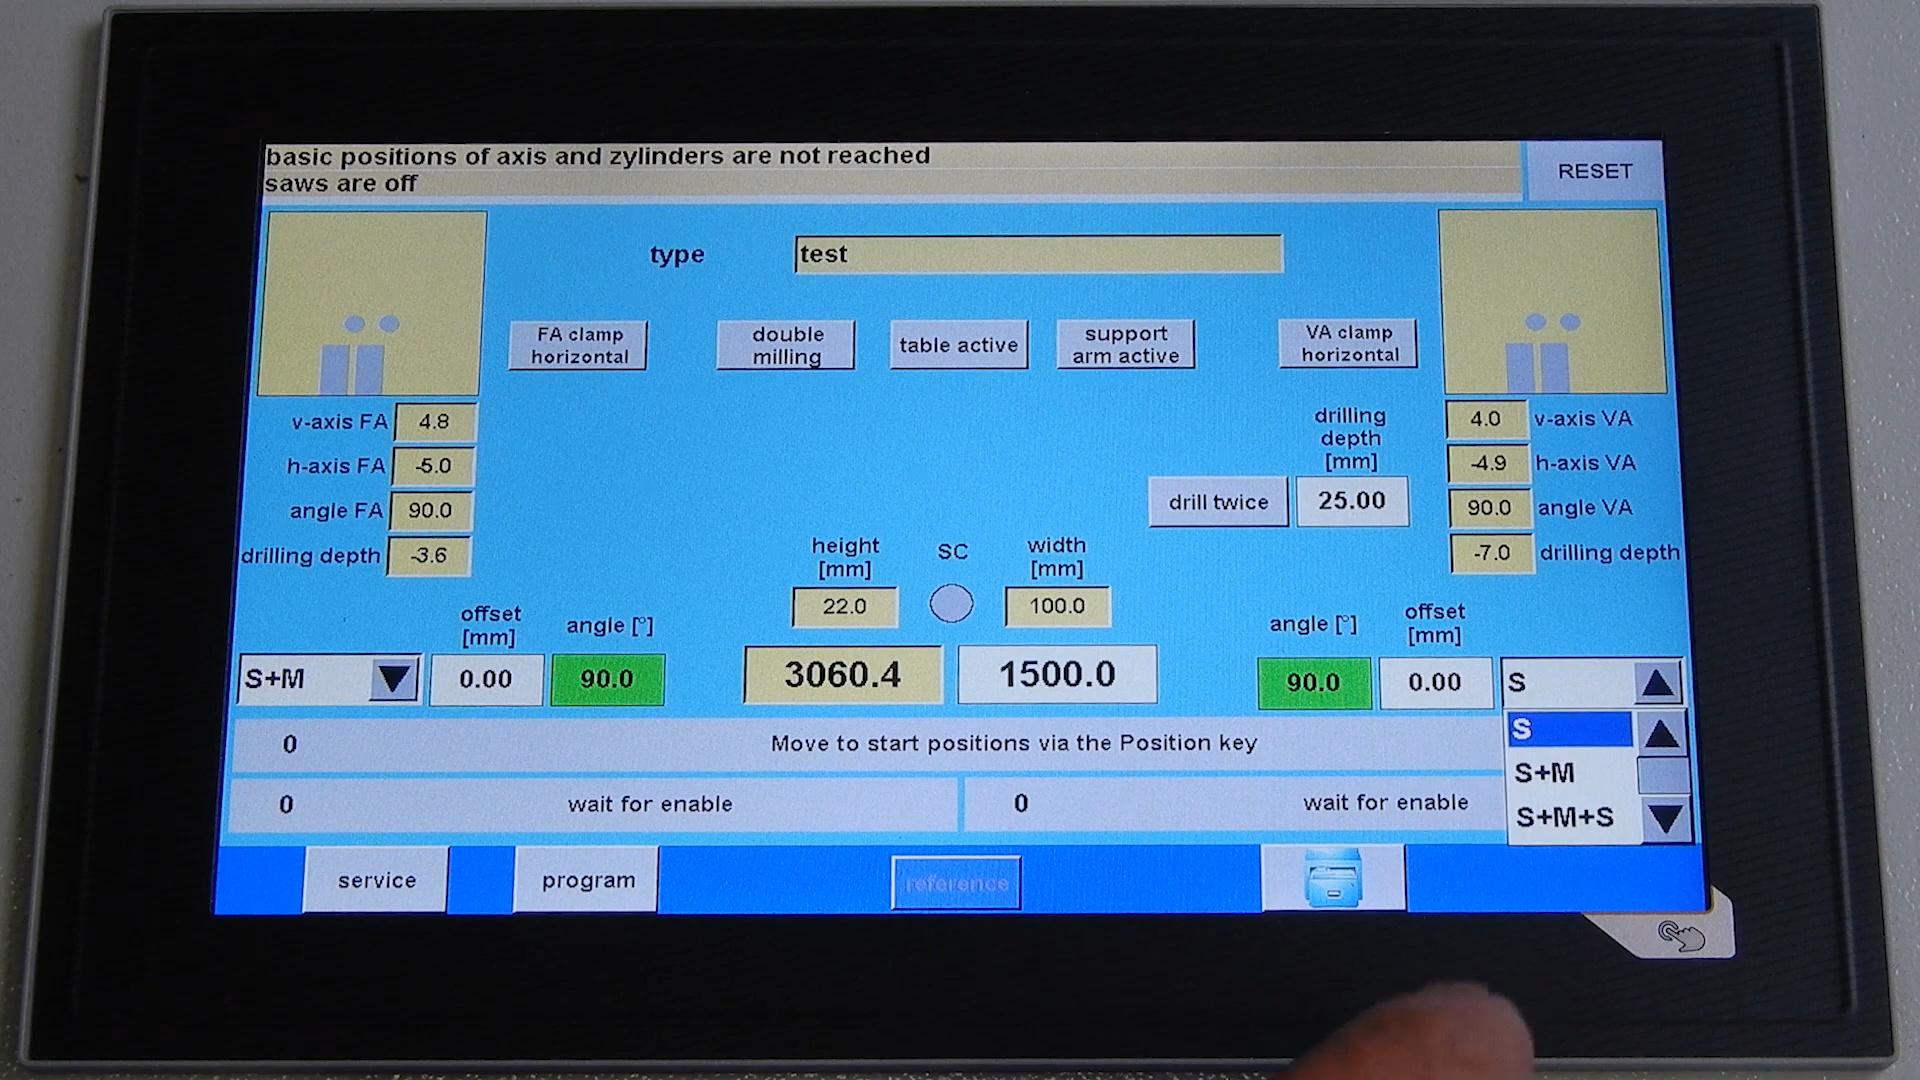 basic positions of axis and zylinders are not reached
saws are off
RESET
type
test
FA clamp
horizontal
double
milling
table active
support
arm active
VA clamp
horizontal
v-axis FA 4.8
h-axis FA -5.0
angle FA 90.0
drilling depth -3.6
drilling
depth
[mm]
drill twice
25.00
4.0 v-axis VA
-4.9 h-axis VA
90.0 angle VA
-7.0 drilling depth
height
[mm]
SC
width
[mm]
22.0
100.0
offset
[mm]
angle [°]
angle [°]
offset
[mm]
S+M
0.00
90.0
3060.4
1500.0
90.0
0.00
S
S
S+M
S+M+S
0
Move to start positions via the Position key
0
wait for enable
0
wait for enable
service
program
reference